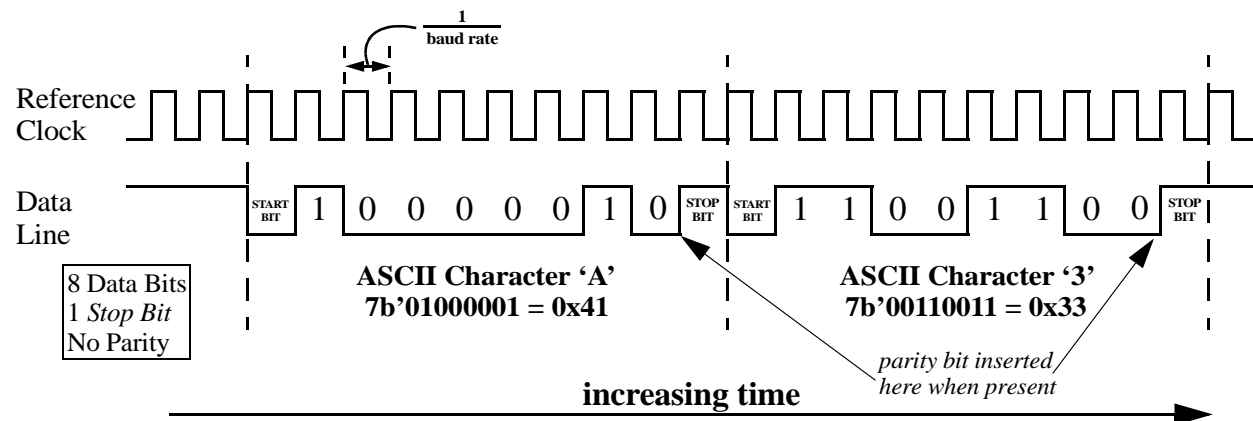 1
baud rate
Reference
Clock
Data
Line
START
BIT
1 0 0 0 0 0 1 0
STOP
BIT
START
BIT
1 1 0 0 1 1 0 0
STOP
BIT
8 Data Bits
1 Stop Bit
No Parity
ASCII Character ‘A’
7b’01000001 = 0x41
ASCII Character ‘3’
7b’00110011 = 0x33
parity bit inserted
here when present
increasing time